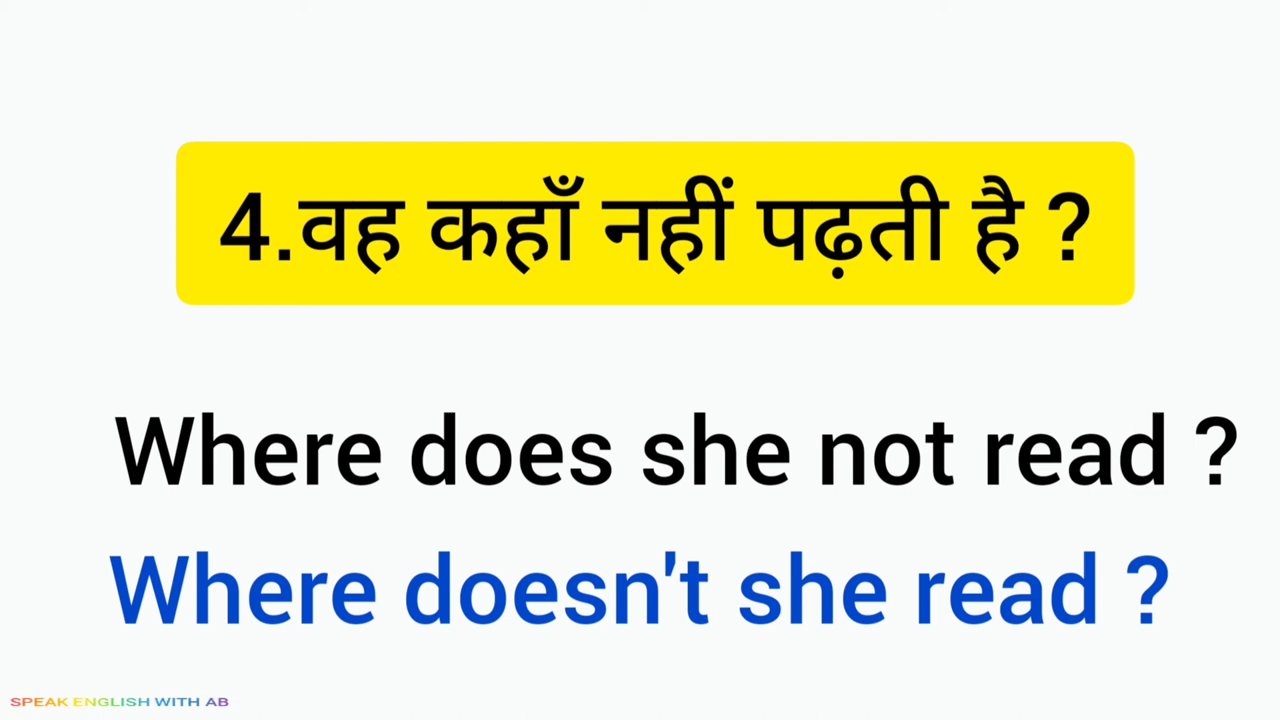 4.वह कहाँ नहीं पढ़ती है ?
Where does she not read ?
Where doesn't she read ?
SPEAK ENGLISH WITH AB